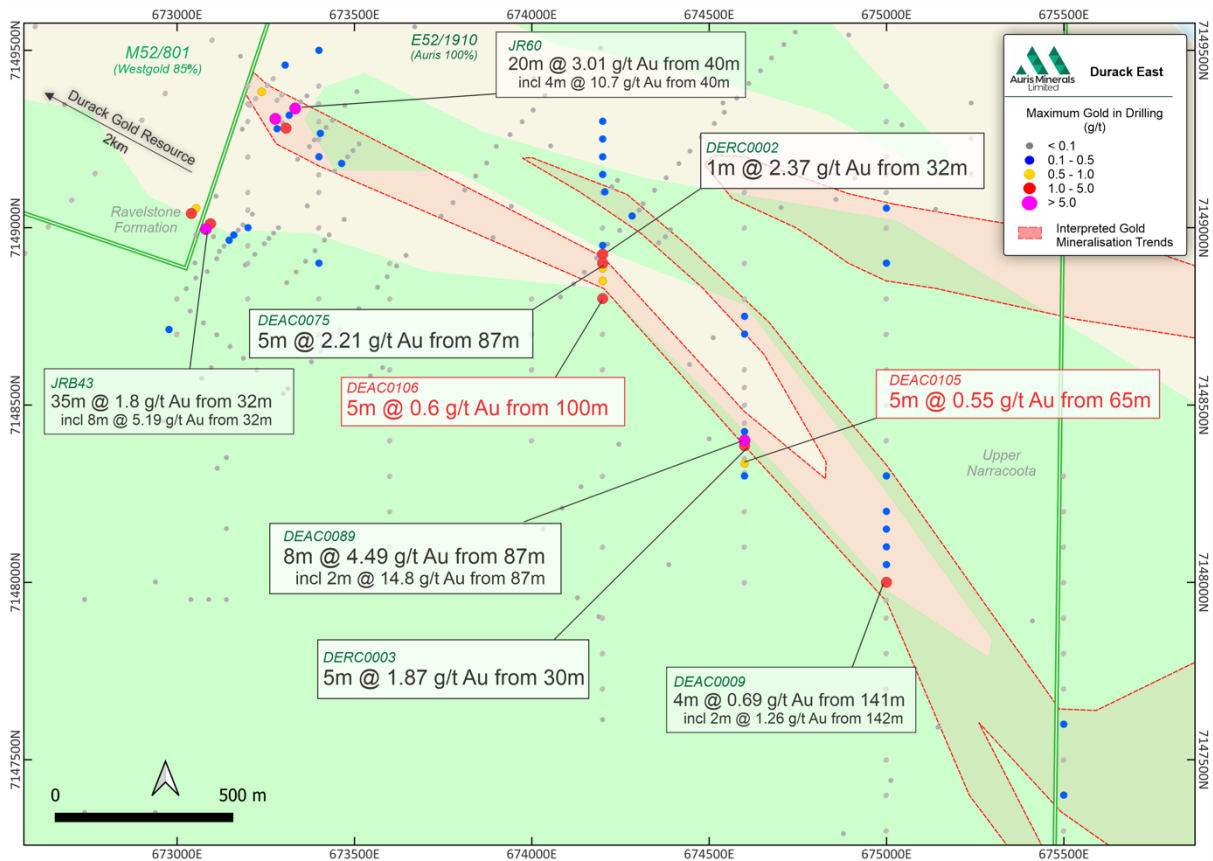 673000E
673500E
674000E
674500E
675000E
675500E
7149500N
7149500N
M52/801
(Westgold 85%)
E52/1910
(Auris 100%)
JR60
20m @ 3.01 g/t Au from 40m
incl 4m @ 10.7 g/t Au from 40m
Auris Minerals
Limited
Durack East
Maximum Gold in Drilling
(g/t)
< 0.1
0.1 - 0.5
0.5 - 1.0
1.0 - 5.0
> 5.0
Interpreted Gold
Mineralisation Trends
Durack Gold Resource
2km
DERC0002
1m @ 2.37 g/t Au from 32m
Ravelstone
Formation
7149000N
7149000N
DEAC0075
5m @ 2.21 g/t Au from 87m
JRB43
35m @ 1.8 g/t Au from 32m
incl 8m @ 5.19 g/t Au from 32m
DEAC0106
5m @ 0.6 g/t Au from 100m
DEAC0105
5m @ 0.55 g/t Au from 65m
7148500N
7148500N
Upper
Narracoota
DEAC0089
8m @ 4.49 g/t Au from 87m
incl 2m @ 14.8 g/t Au from 87m
7148000N
7148000N
DERC0003
5m @ 1.87 g/t Au from 30m
DEAC0009
4m @ 0.69 g/t Au from 141m
incl 2m @ 1.26 g/t Au from 142m
7147500N
7147500N
0
500 m
673000E
673500E
674000E
674500E
675000E
675500E